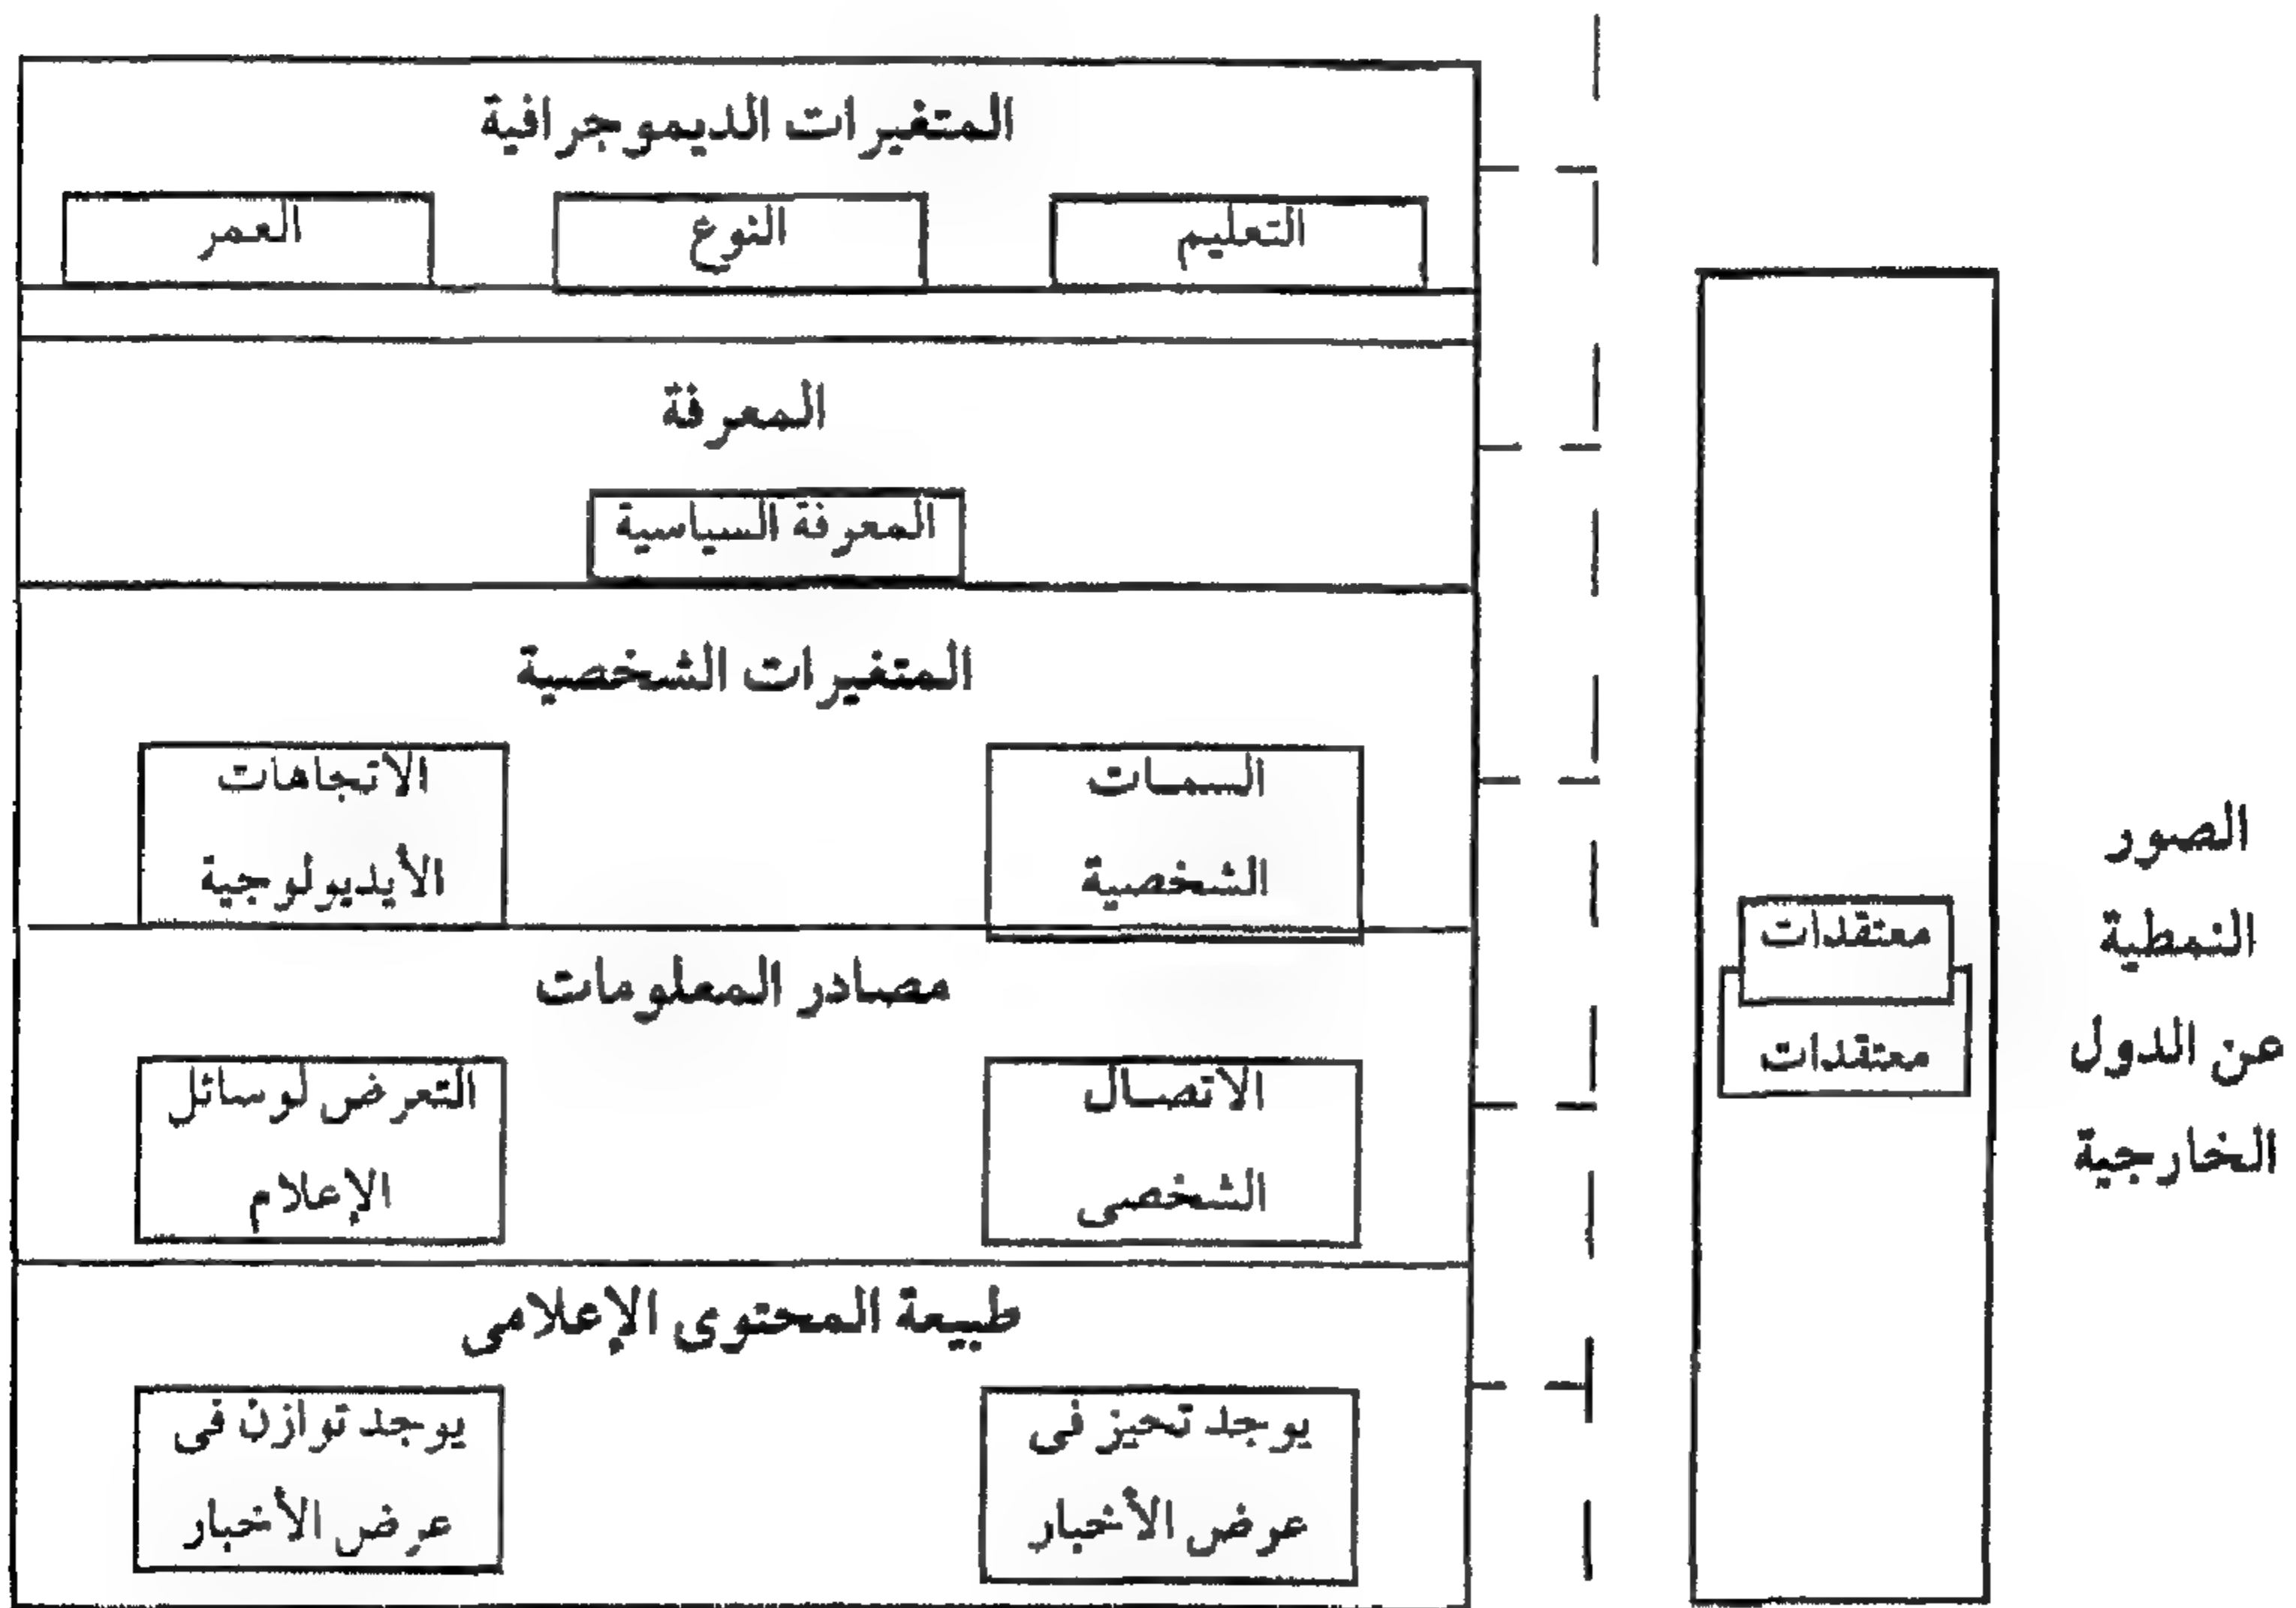 المتغيرات الديموجرافية
التعليم
النوع
العمر
المعرفة
المعرفة السياسية
المتغيرات الشخصية
السمات
الشخصية
الاتجاهات
الأيديولوجية
مصادر المعلومات
الاتصال
الشخصى
التعرض لوسائل
الإعلام
طبيعة المحتوى الإعلامى
يوجد تحيز فى
عرض الأخبار
يوجد توازن فى
عرض الأخبار
معتقدات
معتقدات
الصور
النمطية
عن الدول
الخارجية